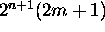 2^{n+1}(2m + 1)